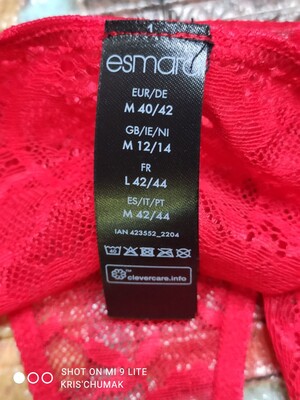 1
esmara
EUR/DE
M 40/42
GB/IE/NI
M 12/14
FR
L 42/44
ES/IT/PT
M 42/44
IAN 423552_2204
clevercare.info
SHOT ON MI 9 LITE
KRIS'CHUMAK